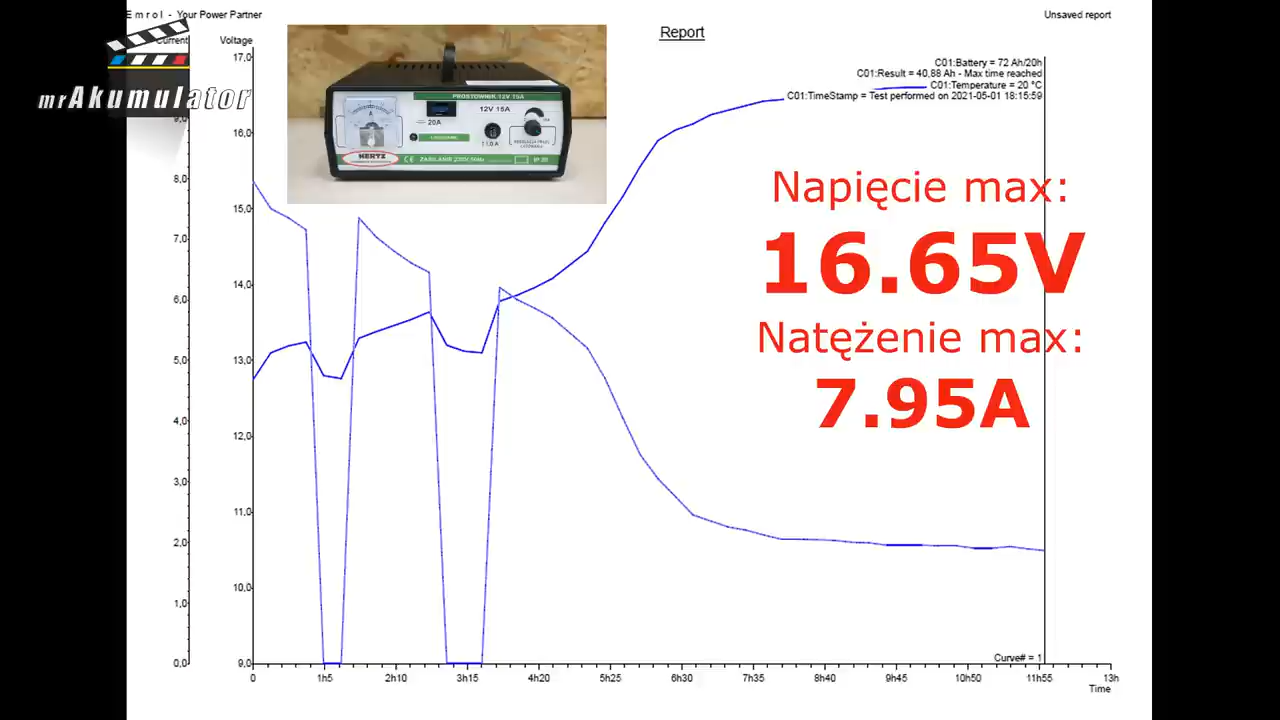 Emrol - Your Power Partner
Unsaved report
Report
Current
Voltage
mrAkumulator
PROSTOWNIK 12V 15A
12V 15A
20A
HERTZ
CE ZASILANIE 230V/50Hz
C01:Battery = 72 Ah/20h
C01:Result = 40,88 Ah - Max time reached
C01:Temperature = 20 °C
C01:TimeStamp = Test performed on 2021-05-01 18:15:59
Napięcie max:
16.65V
Natężenie max:
7.95A
9,0
8,0
7,0
6,0
5,0
4,0
3,0
2,0
1,0
0,0
17,0
16,0
15,0
14,0
13,0
12,0
11,0
10,0
9,0
Curve# = 1
0 1h5 2h10 3h15 4h20 5h25 6h30 7h35 8h40 9h45 10h50 11h55 13h
Time